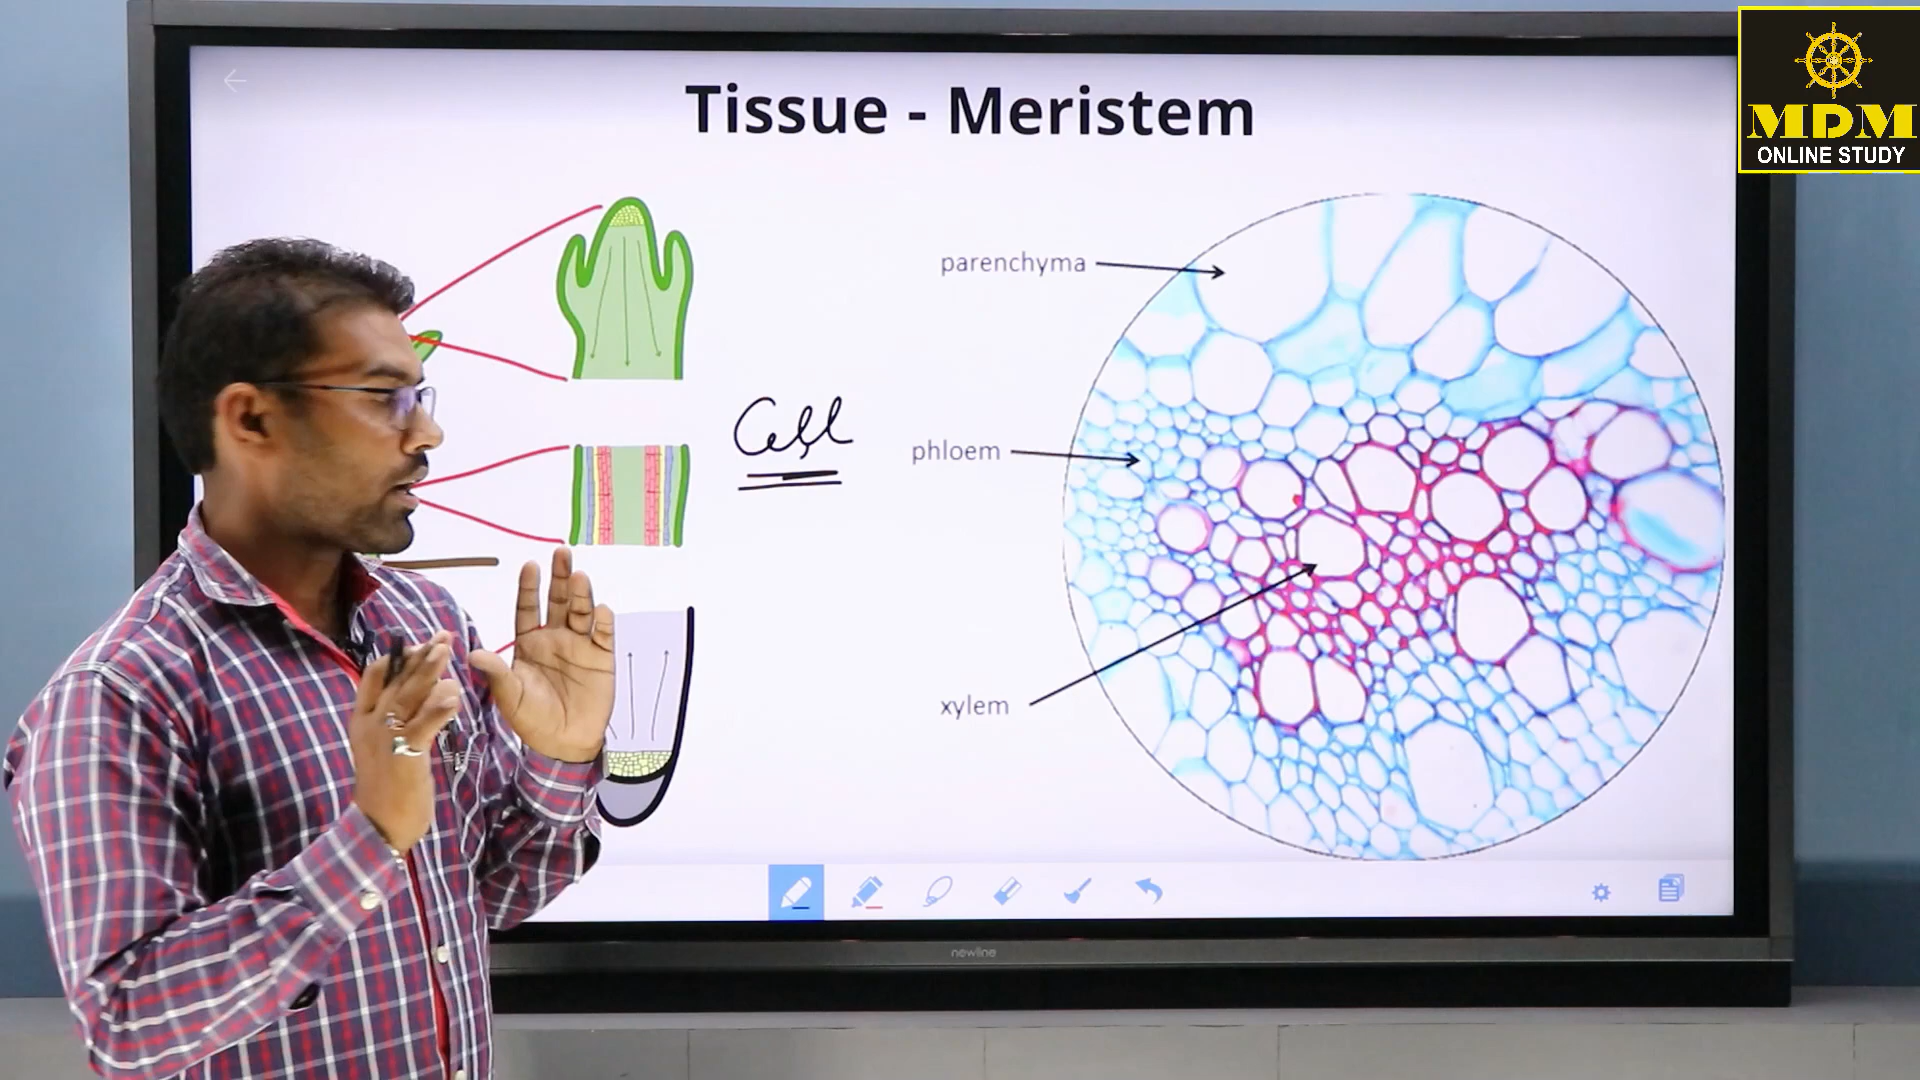 Tissue - Meristem
MDM
ONLINE STUDY
parenchyma
Cell
phloem
xylem
newline